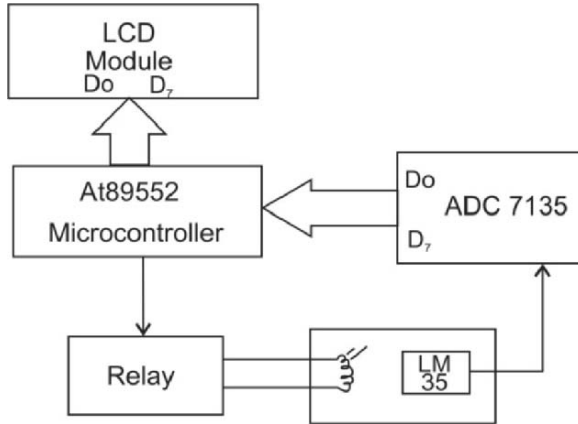 LCD
Module
Do D₇
At89552
Microcontroller
Do
ADC 7135
D₇
Relay
LM
35